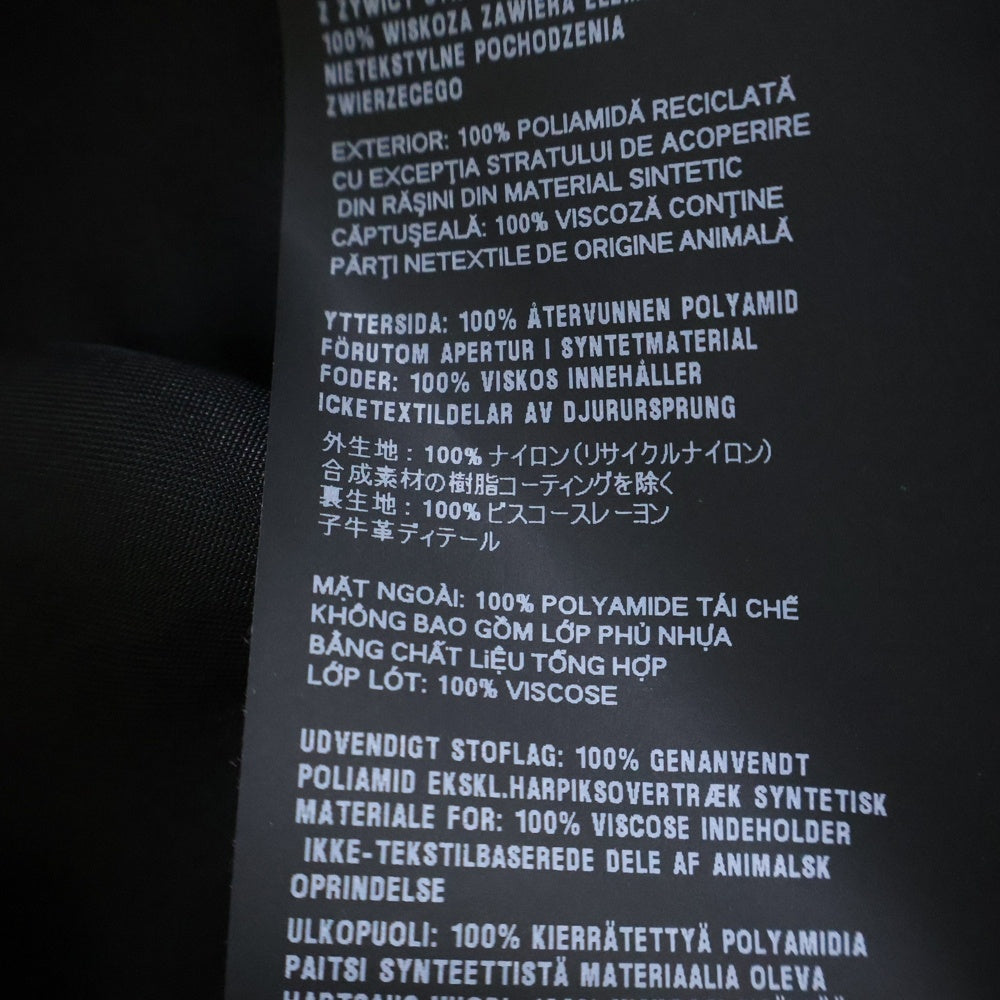 100% WISKOZA ZAWIERA
NIETEKSTYLNE POCHODZENIA
ZWIERZECEGO
EXTERIOR: 100% POLIAMIDĂ RECICLATĂ
CU EXCEPŢIA STRATULUI DE ACOPERIRE
DIN RĂŞINI DIN MATERIAL SINTETIC
CĂPTUŞEALĂ: 100% VISCOZĂ CONŢINE
PĂRŢI NETEXTILE DE ORIGINE ANIMALĂ
YTTERSIDA: 100% ÅTERVUNNEN POLYAMID
FÖRUTOM APERTUR I SYNTETMATERIAL
FODER: 100% VISKOS INNEHÅLLER
ICKETEXTILDELAR AV DJURURSPRUNG
外生地：100% ナイロン(リサイクルナイロン)
合成素材の樹脂コーティングを除く
裏生地：100% ビスコースレーヨン
子牛革ディテール
MẶT NGOÀI: 100% POLYAMIDE TÁI CHẾ
KHÔNG BAO GỒM LỚP PHỦ NHỰA
BẰNG CHẤT LIỆU TỔNG HỢP
LỚP LÓT: 100% VISCOSE
UDVENDIGT STOFLAG: 100% GENANVENDT
POLIAMID EKSKL.HARPIKSOVERTRÆK SYNTETISK
MATERIALE FOR: 100% VISCOSE INDEHOLDER
IKKE-TEKSTILBASEREDE DELE AF ANIMALSK
OPRINDELSE
ULKOPUOLI: 100% KIERRÄTETTYÄ POLYAMIDIA
PAITSI SYNTEETTISTÄ MATERIAALIA OLEVA